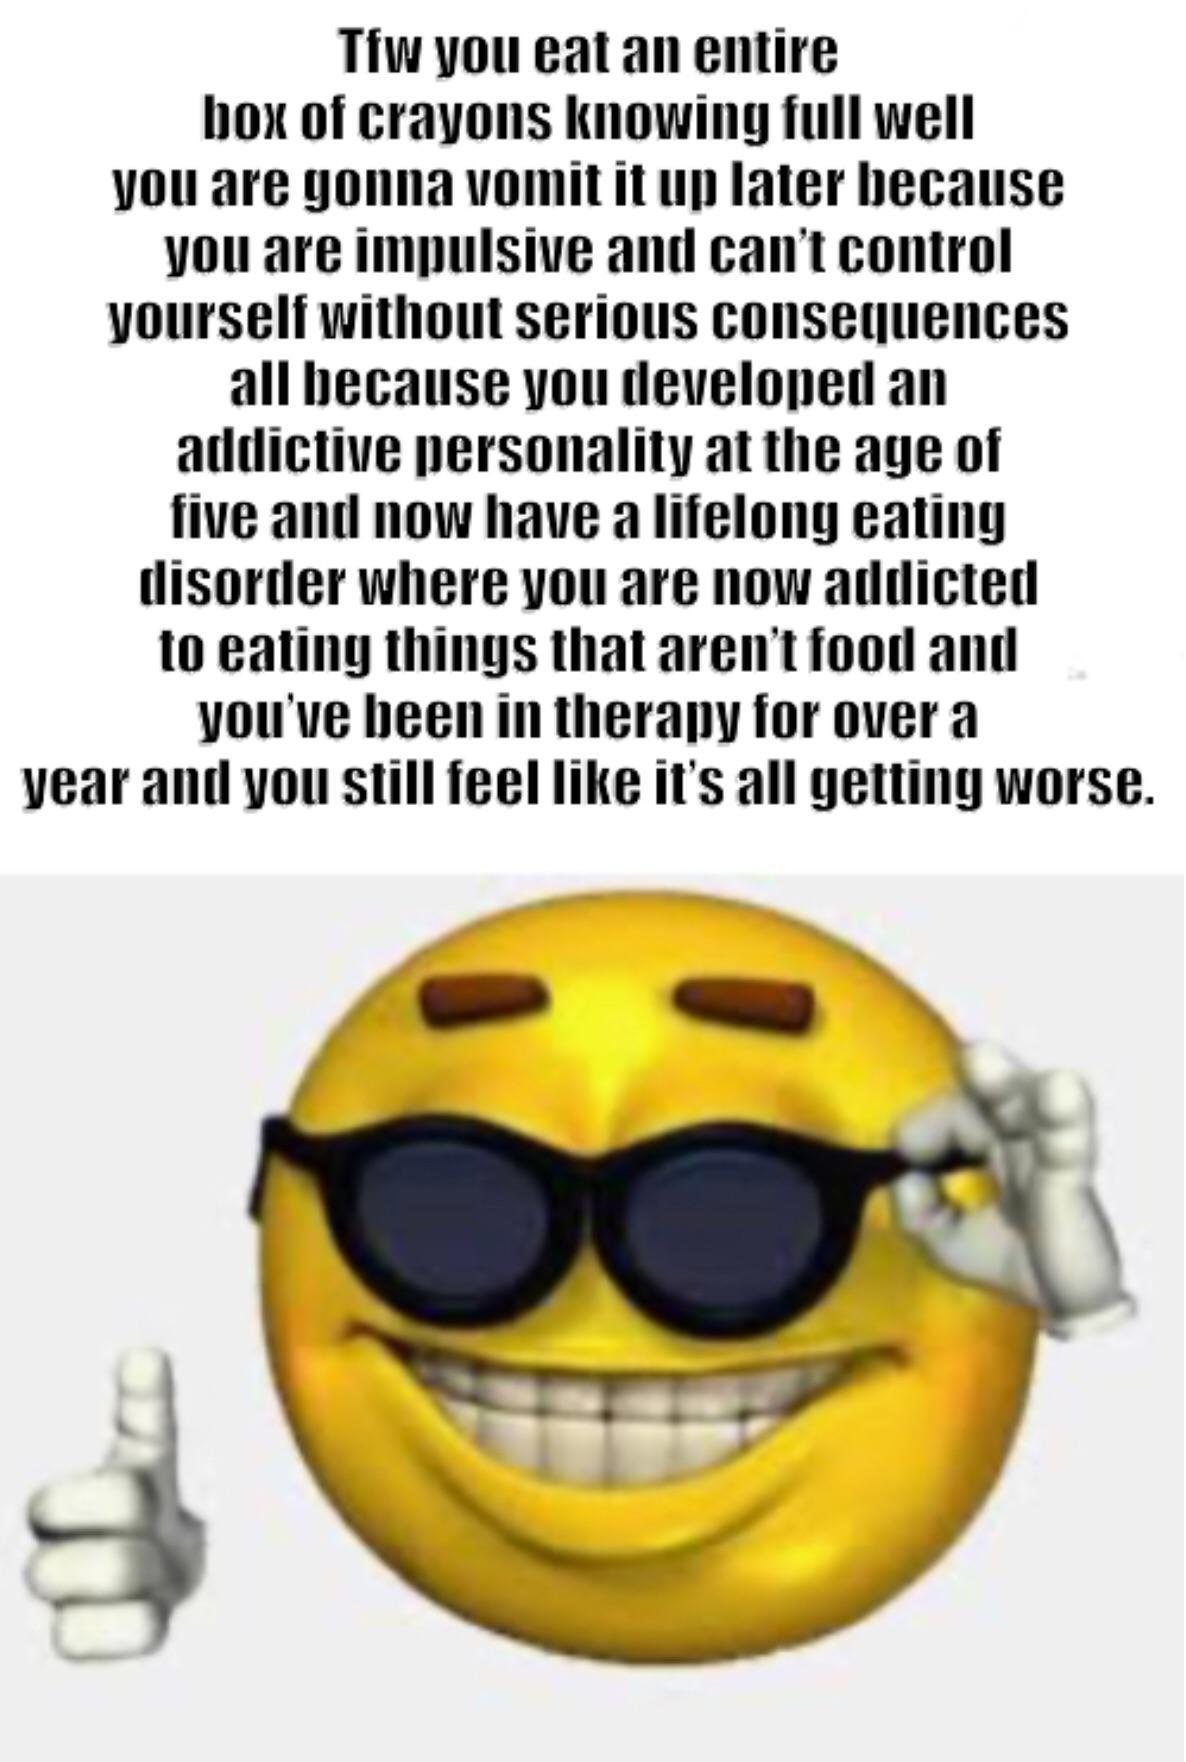 Tfw you eat an entire
box of crayons knowing full well
you are gonna vomit it up later because
you are impulsive and can't control
yourself without serious consequences
all because you developed an
addictive personality at the age of
five and now have a lifelong eating
disorder where you are now addicted
to eating things that aren't food and
you've been in therapy for over a
year and you still feel like it's all getting worse.